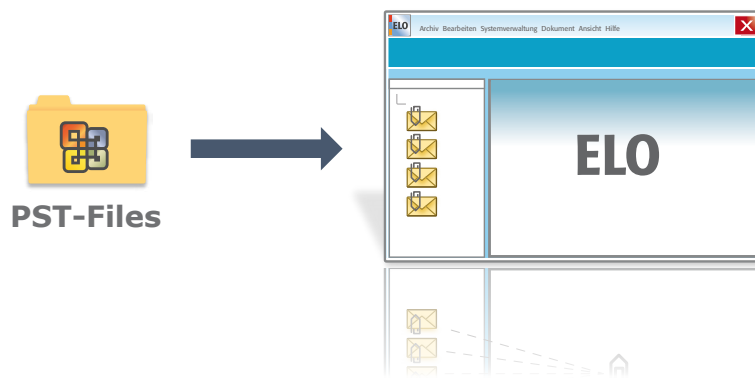 ELO Archiv Bearbeiten Systemverwaltung Dokument Ansicht Hilfe
ELO
PST-Files